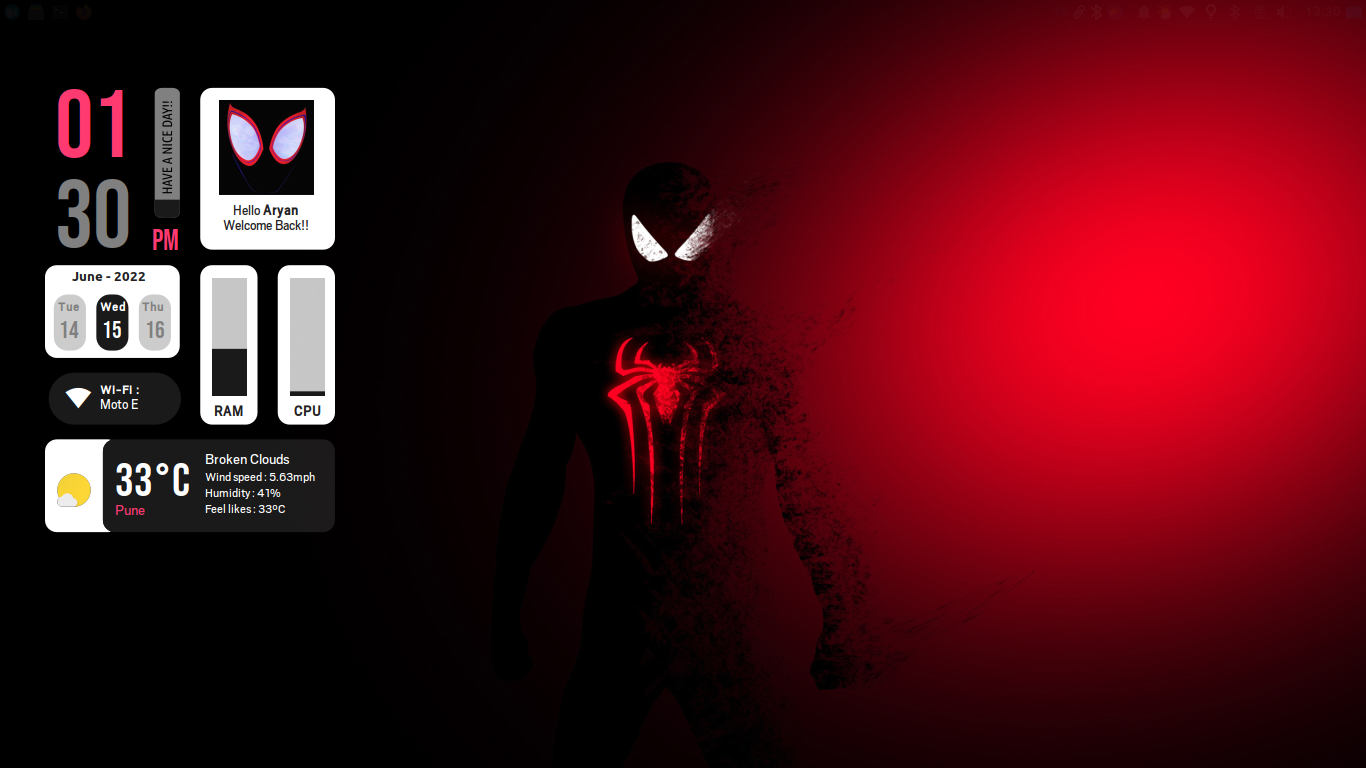 01
30
PM
HAVE A NICE DAY!!
Hello Aryan
Welcome Back!!
June - 2022
Tue Wed Thu
14 15 16
WI-FI :
Moto E
RAM
CPU
33°C
Pune
Broken Clouds
Wind speed : 5.63mph
Humidity : 41%
Feel likes : 33ºC